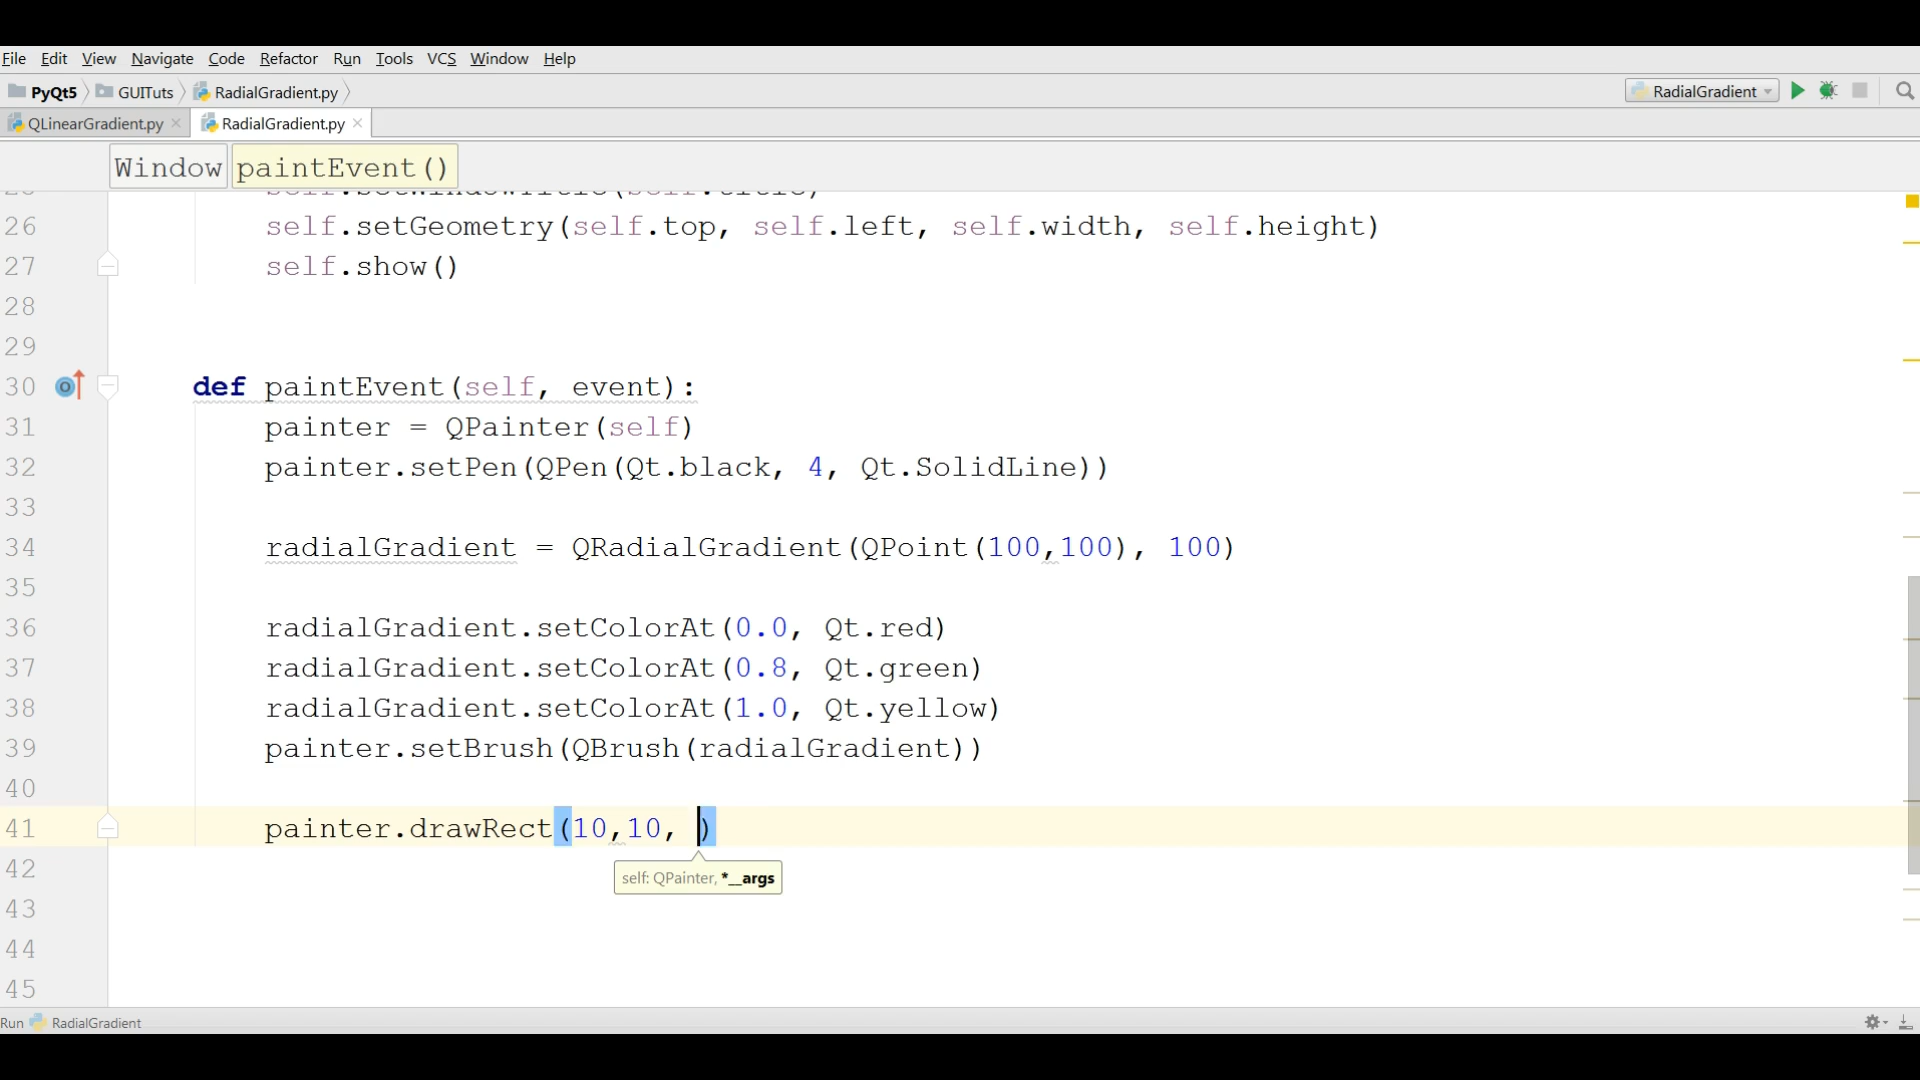 File Edit View Navigate Code Refactor Run Tools VCS Window Help
PyQt5 GUITuts RadialGradient.py RadialGradient
QLinearGradient.py RadialGradient.py
Window paintEvent()
26 self.setGeometry(self.top, self.left, self.width, self.height)
27 self.show()
28
29
30 def paintEvent(self, event):
31 painter = QPainter(self)
32 painter.setPen(QPen(Qt.black, 4, Qt.SolidLine))
33
34 radialGradient = QRadialGradient(QPoint(100,100), 100)
35
36 radialGradient.setColorAt(0.0, Qt.red)
37 radialGradient.setColorAt(0.8, Qt.green)
38 radialGradient.setColorAt(1.0, Qt.yellow)
39 painter.setBrush(QBrush(radialGradient))
40
41 painter.drawRect(10,10, )
self: QPainter, *__args
42
43
44
45
Run RadialGradient